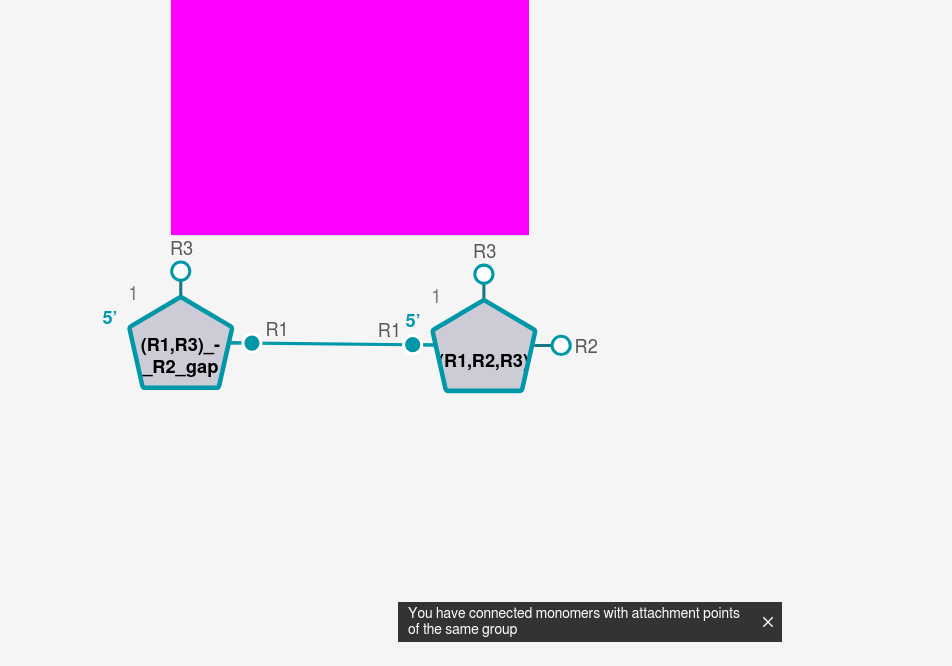 R3
R3
1
1
5’
5’
R1
R1
(R1,R3)_-
_R2_gap
(R1,R2,R3)
R2
You have connected monomers with attachment points
of the same group